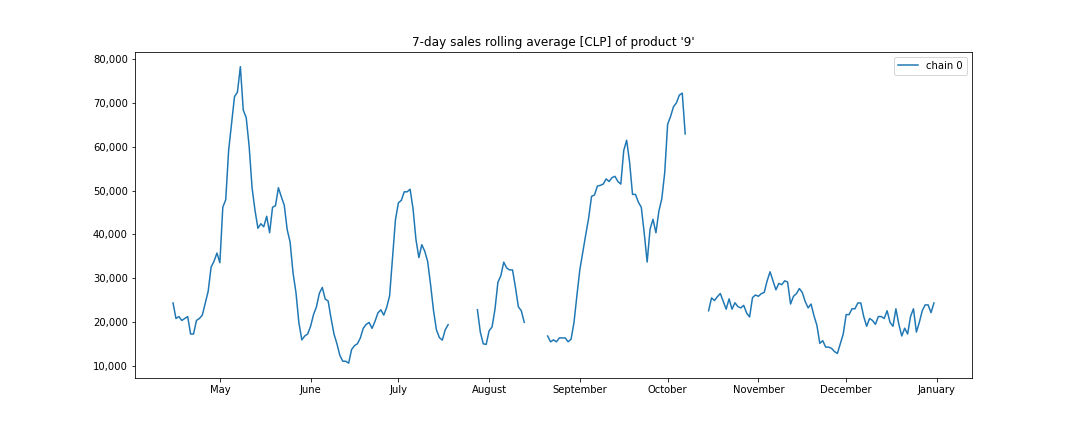 7-day sales rolling average [CLP] of product '9'
chain 0
80,000
70,000
60,000
50,000
40,000
30,000
20,000
10,000
May June July August September October November December January